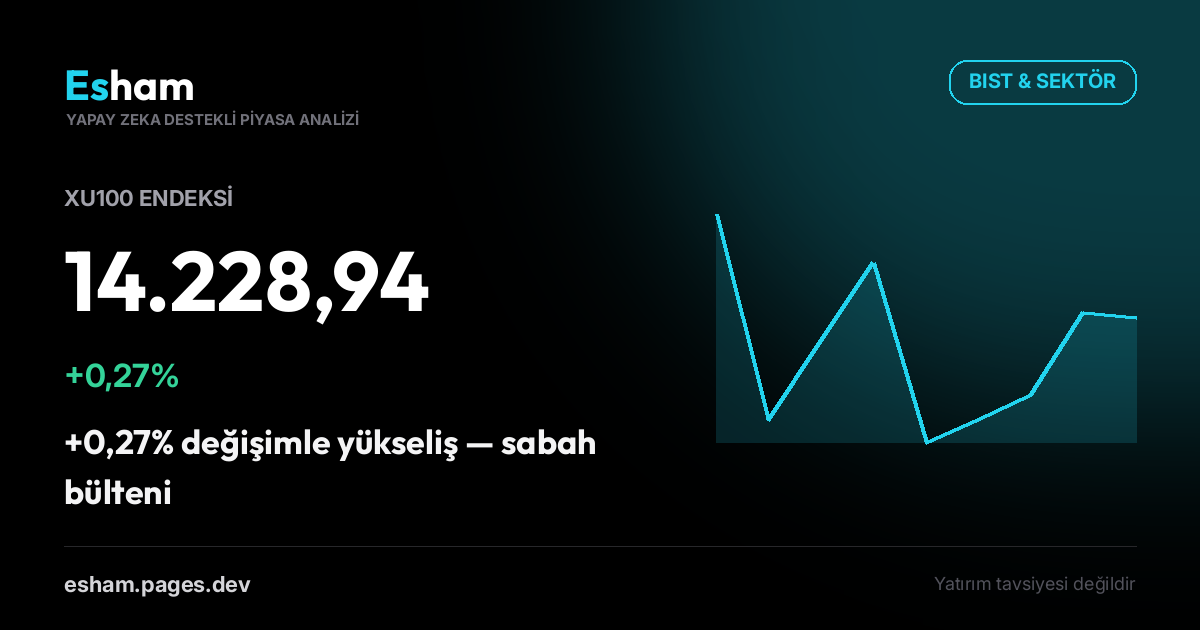 Esham
YAPAY ZEKA DESTEKLİ PİYASA ANALİZİ
BIST & SEKTÖR
XU100 ENDEKSİ
14.228,94
+0,27%
+0,27% değişimle yükseliş — sabah
bülteni
esham.pages.dev
Yatırım tavsiyesi değildir